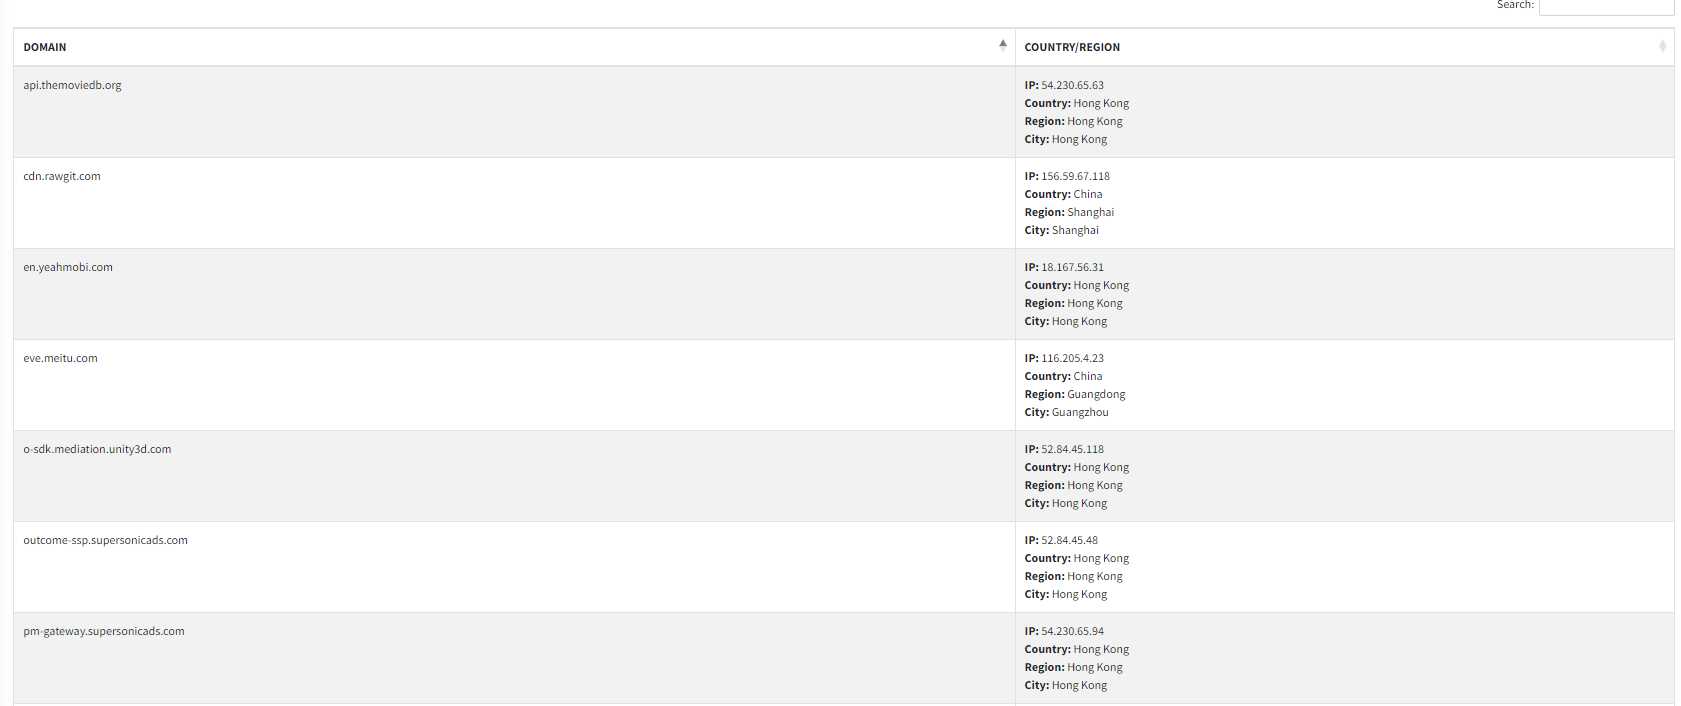 Search:
DOMAIN
COUNTRY/REGION
api.themoviedb.org
IP: 54.230.65.63
Country: Hong Kong
Region: Hong Kong
City: Hong Kong
cdn.rawgit.com
IP: 156.59.67.118
Country: China
Region: Shanghai
City: Shanghai
en.yeahmobi.com
IP: 18.167.56.31
Country: Hong Kong
Region: Hong Kong
City: Hong Kong
eve.meitu.com
IP: 116.205.4.23
Country: China
Region: Guangdong
City: Guangzhou
o-sdk.mediation.unity3d.com
IP: 52.84.45.118
Country: Hong Kong
Region: Hong Kong
City: Hong Kong
outcome-ssp.supersonicads.com
IP: 52.84.45.48
Country: Hong Kong
Region: Hong Kong
City: Hong Kong
pm-gateway.supersonicads.com
IP: 54.230.65.94
Country: Hong Kong
Region: Hong Kong
City: Hong Kong